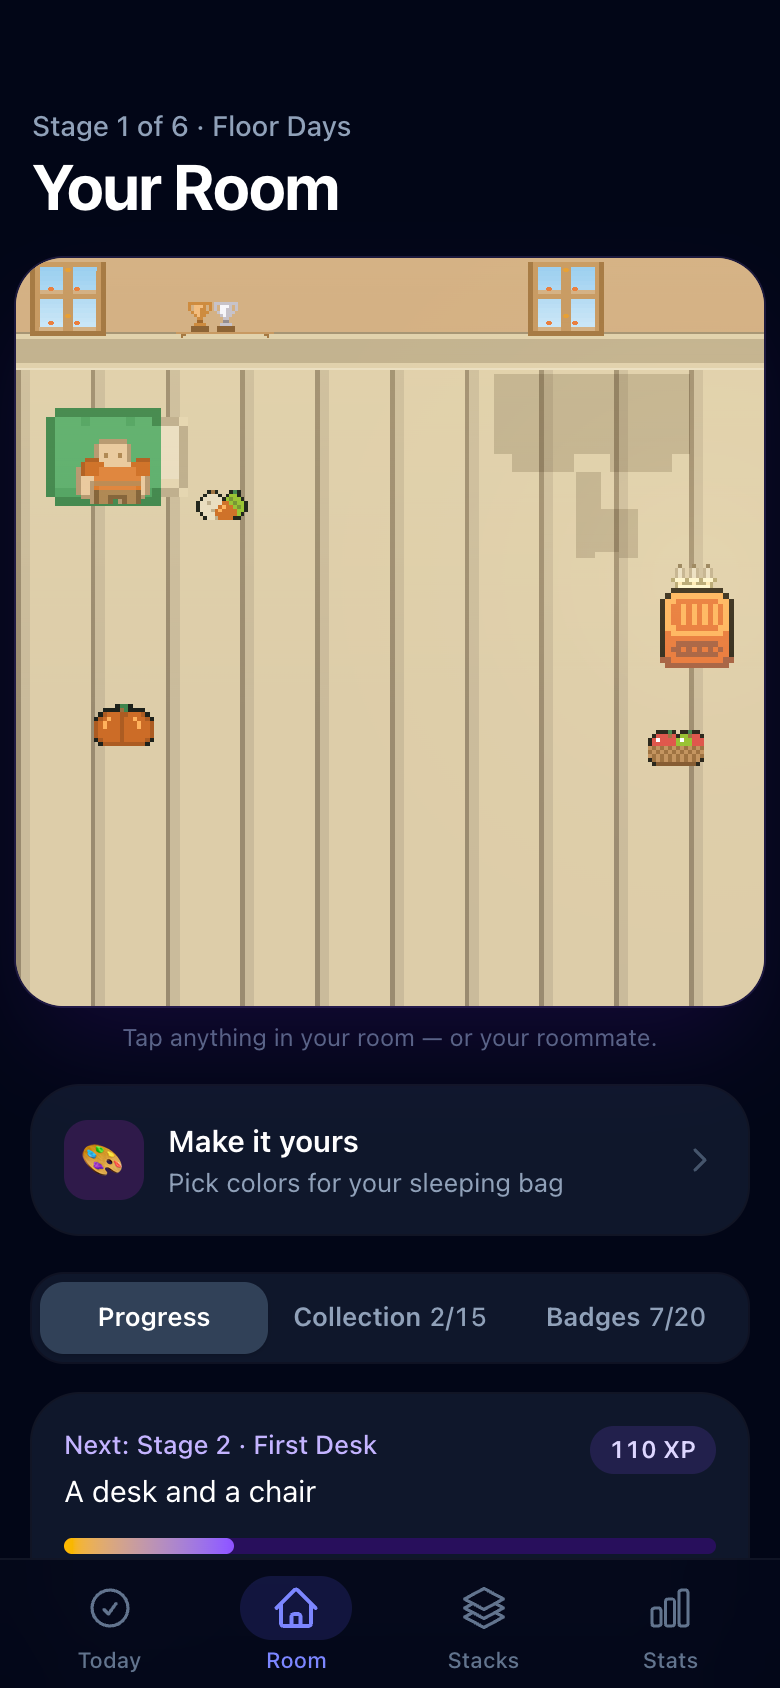 Stage 1 of 6 · Floor Days
Your Room
Tap anything in your room — or your roommate.
Make it yours
Pick colors for your sleeping bag
Progress
Collection 2/15
Badges 7/20
Next: Stage 2 · First Desk
110 XP
A desk and a chair
Today
Room
Stacks
Stats